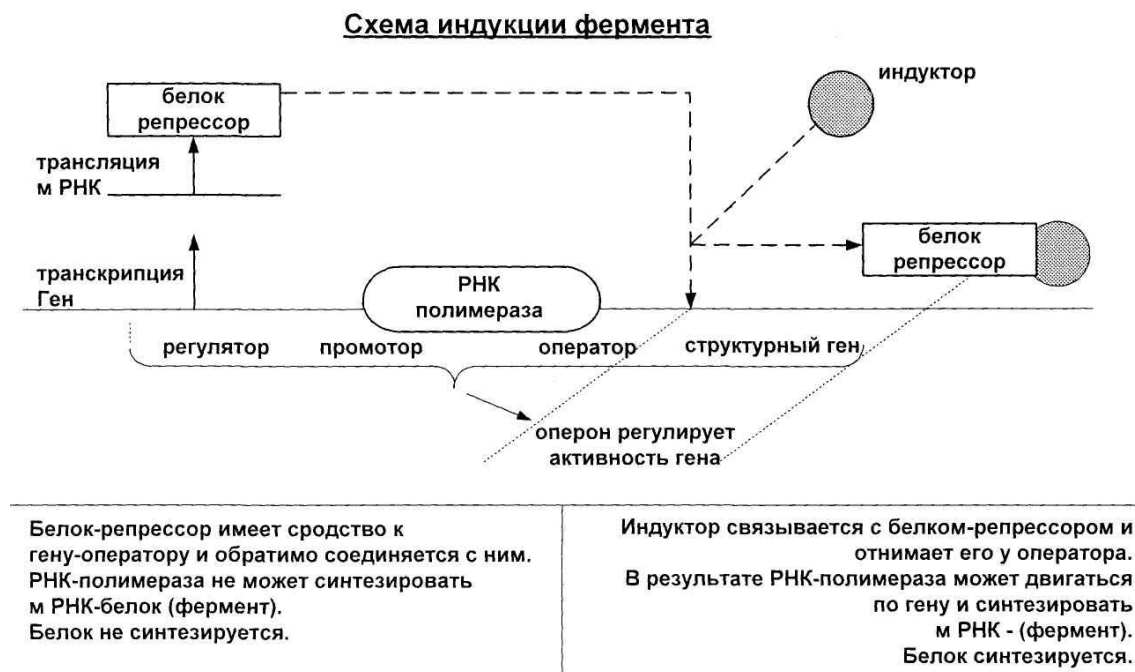 Схема индукции фермента
белок
репрессор
индуктор
трансляция
м РНК
белок
репрессор
транскрипция
Ген
РНК
полимераза
регулятор промотор оператор структурный ген
оперон регулирует
активность гена
Белок-репрессор имеет сродство к
гену-оператору и обратимо соединяется с ним.
РНК-полимераза не может синтезировать
м РНК-белок (фермент).
Белок не синтезируется.
Индуктор связывается с белком-репрессором и
отнимает его у оператора.
В результате РНК-полимераза может двигаться
по гену и синтезировать
м РНК - (фермент).
Белок синтезируется.